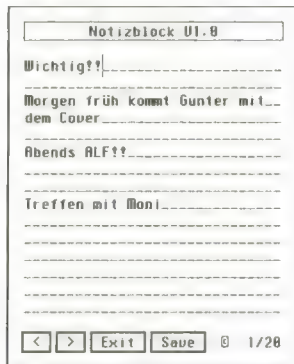 Notizblock V1.0
Wichtig!!
Morgen früh kommt Gunter mit
dem Cover
Abends ALF!!
Treffen mit Moni
< > Exit Save © 1/20